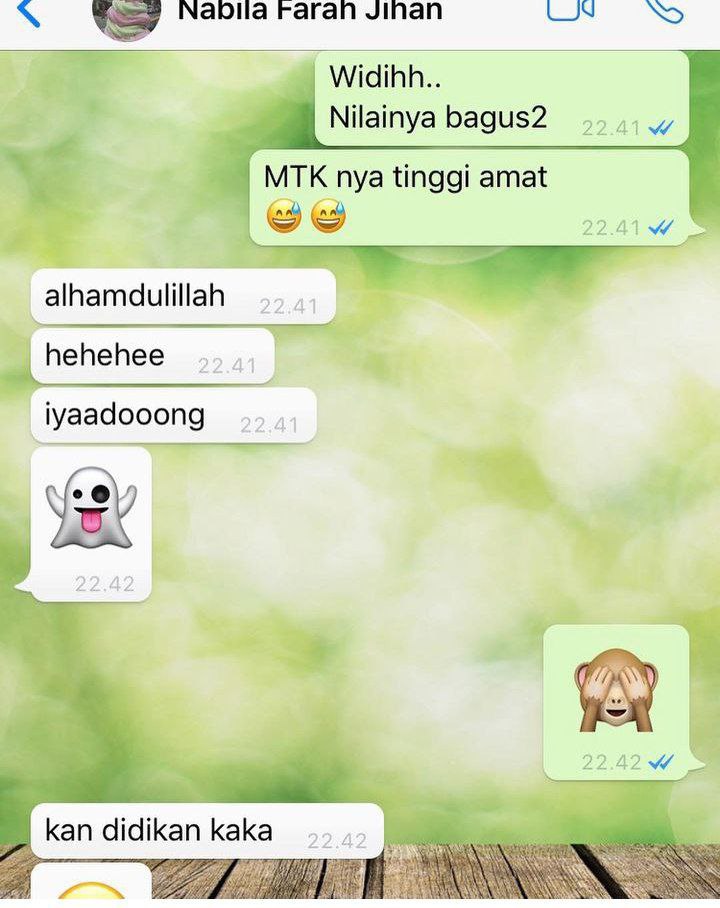 Nabila Farah Jihan
Widihh..
Nilainya bagus2
22.41
MTK nya tinggi amat
😅😅
22.41
alhamdulillah 22.41
hehehee 22.41
iyaadooong 22.41
22.42
22.42
kan didikan kaka 22.42